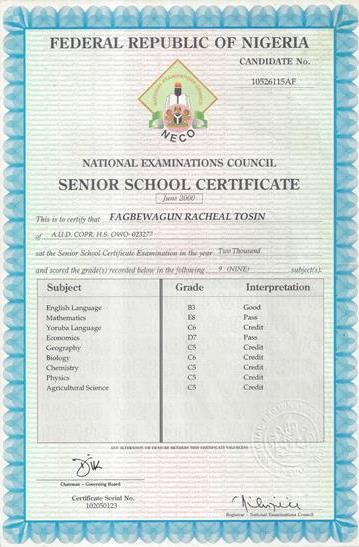 FEDERAL REPUBLIC OF NIGERIA
CANDIDATE No.
10526115AF
NECO
NATIONAL EXAMINATIONS COUNCIL
SENIOR SCHOOL CERTIFICATE
June 2000
This is to certify that FAGBEWAGUN RACHEAL TOSIN
of A.U.D. COPR. H.S. OWO 023277
sat the Senior School Certificate Examination in the year Two Thousand
and scored the grade(s) recorded below in the following 9 (NINE) subject(s).
Subject Grade Interpretation
English Language B3 Good
Mathematics E8 Pass
Yoruba Language C6 Credit
Economics D7 Pass
Geography C5 Credit
Biology C6 Credit
Chemistry C5 Credit
Physics C5 Credit
Agricultural Science C5 Credit
ANY ALTERATION OR ERASURE RENDERS THIS CERTIFICATE VALUELESS
Chairman - Governing Board
Certificate Serial No.
102050123
Registrar - National Examinations Council